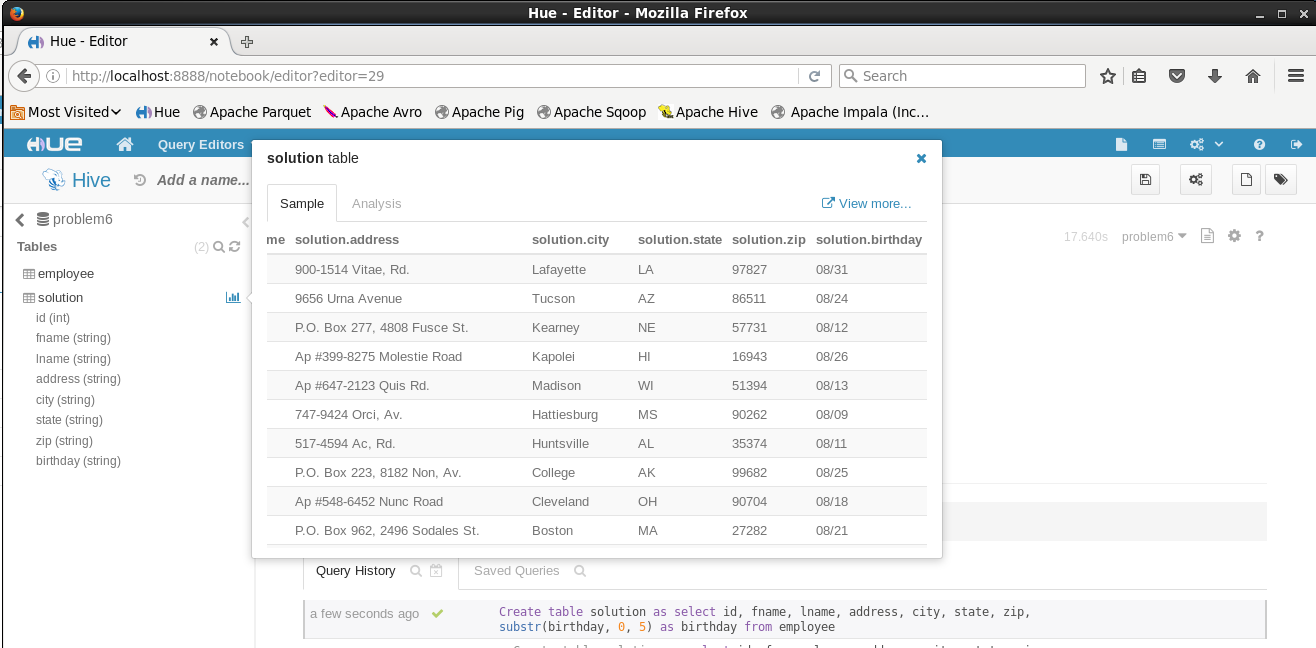 Hue - Editor - Mozilla Firefox
Hue - Editor
http://localhost:8888/notebook/editor?editor=29
Search
Most Visited Hue Apache Parquet Apache Avro Apache Pig Apache Sqoop Apache Hive Apache Impala (Inc...
HUE Query Editors
Hive Add a name...
problem6
Tables (2)
employee
solution
id (int)
fname (string)
lname (string)
address (string)
city (string)
state (string)
zip (string)
birthday (string)
solution table
Sample Analysis View more...
me solution.address solution.city solution.state solution.zip solution.birthday
900-1514 Vitae, Rd. Lafayette LA 97827 08/31
9656 Urna Avenue Tucson AZ 86511 08/24
P.O. Box 277, 4808 Fusce St. Kearney NE 57731 08/12
Ap #399-8275 Molestie Road Kapolei HI 16943 08/26
Ap #647-2123 Quis Rd. Madison WI 51394 08/13
747-9424 Orci, Av. Hattiesburg MS 90262 08/09
517-4594 Ac, Rd. Huntsville AL 35374 08/11
P.O. Box 223, 8182 Non, Av. College AK 99682 08/25
Ap #548-6452 Nunc Road Cleveland OH 90704 08/18
P.O. Box 962, 2496 Sodales St. Boston MA 27282 08/21
17.640s problem6 ?
Query History Saved Queries
a few seconds ago Create table solution as select id, fname, lname, address, city, state, zip,
substr(birthday, 0, 5) as birthday from employee